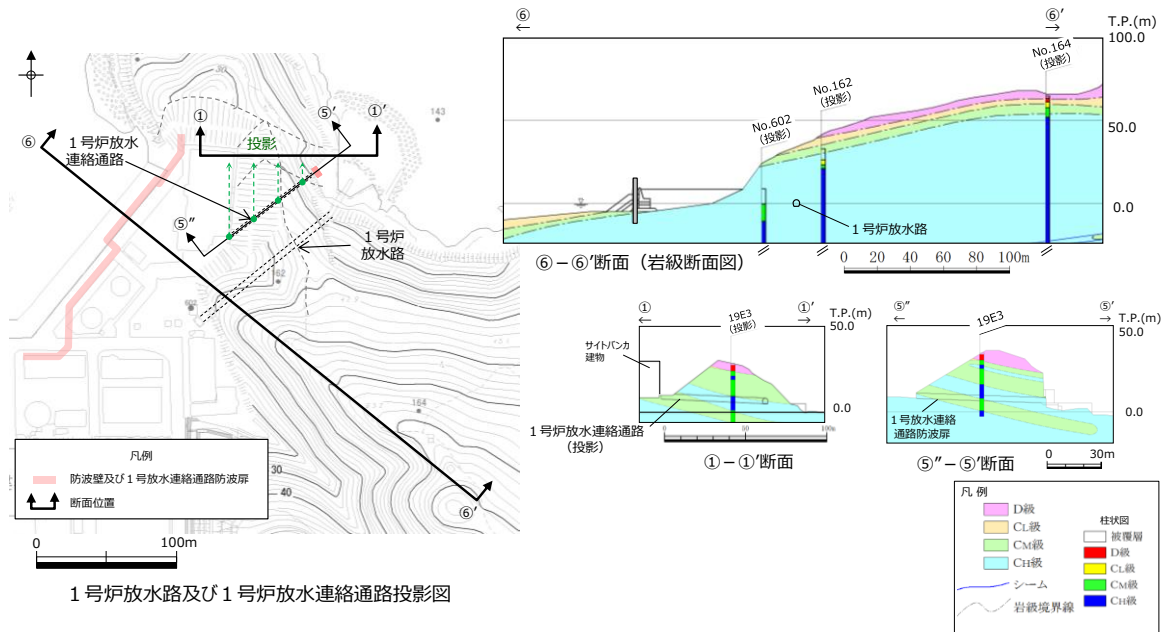 ⑥
⑥′
T.P.(m)
100.0
50.0
0.0
No.164
(投影)
No.162
(投影)
No.602
(投影)
1号炉放水路
⑥−⑥′断面（岩級断面図）
0 20 40 60 80 100m
①
①′
⑤′
143
⑥
投影
1号炉放水
連絡通路
⑤″
1号炉
放水路
162
602
164
30
30
40
⑥′
凡例
防波壁及び1号放水連絡通路防波扉
断面位置
0 100m
1号炉放水路及び1号炉放水連絡通路投影図
①
①′
T.P.(m)
50.0
0.0
19E3
(投影)
サイトバンカ
建物
1号炉放水連絡通路
(投影)
0 50 100m
①−①′断面
⑤″
⑤′
T.P.(m)
50.0
0.0
19E3
1号放水連絡
通路防波扉
⑤″−⑤′断面
0 30m
凡 例
D級
CL級
CM級
CH級
シーム
岩級境界線
柱状図
被覆層
D級
CL級
CM級
CH級